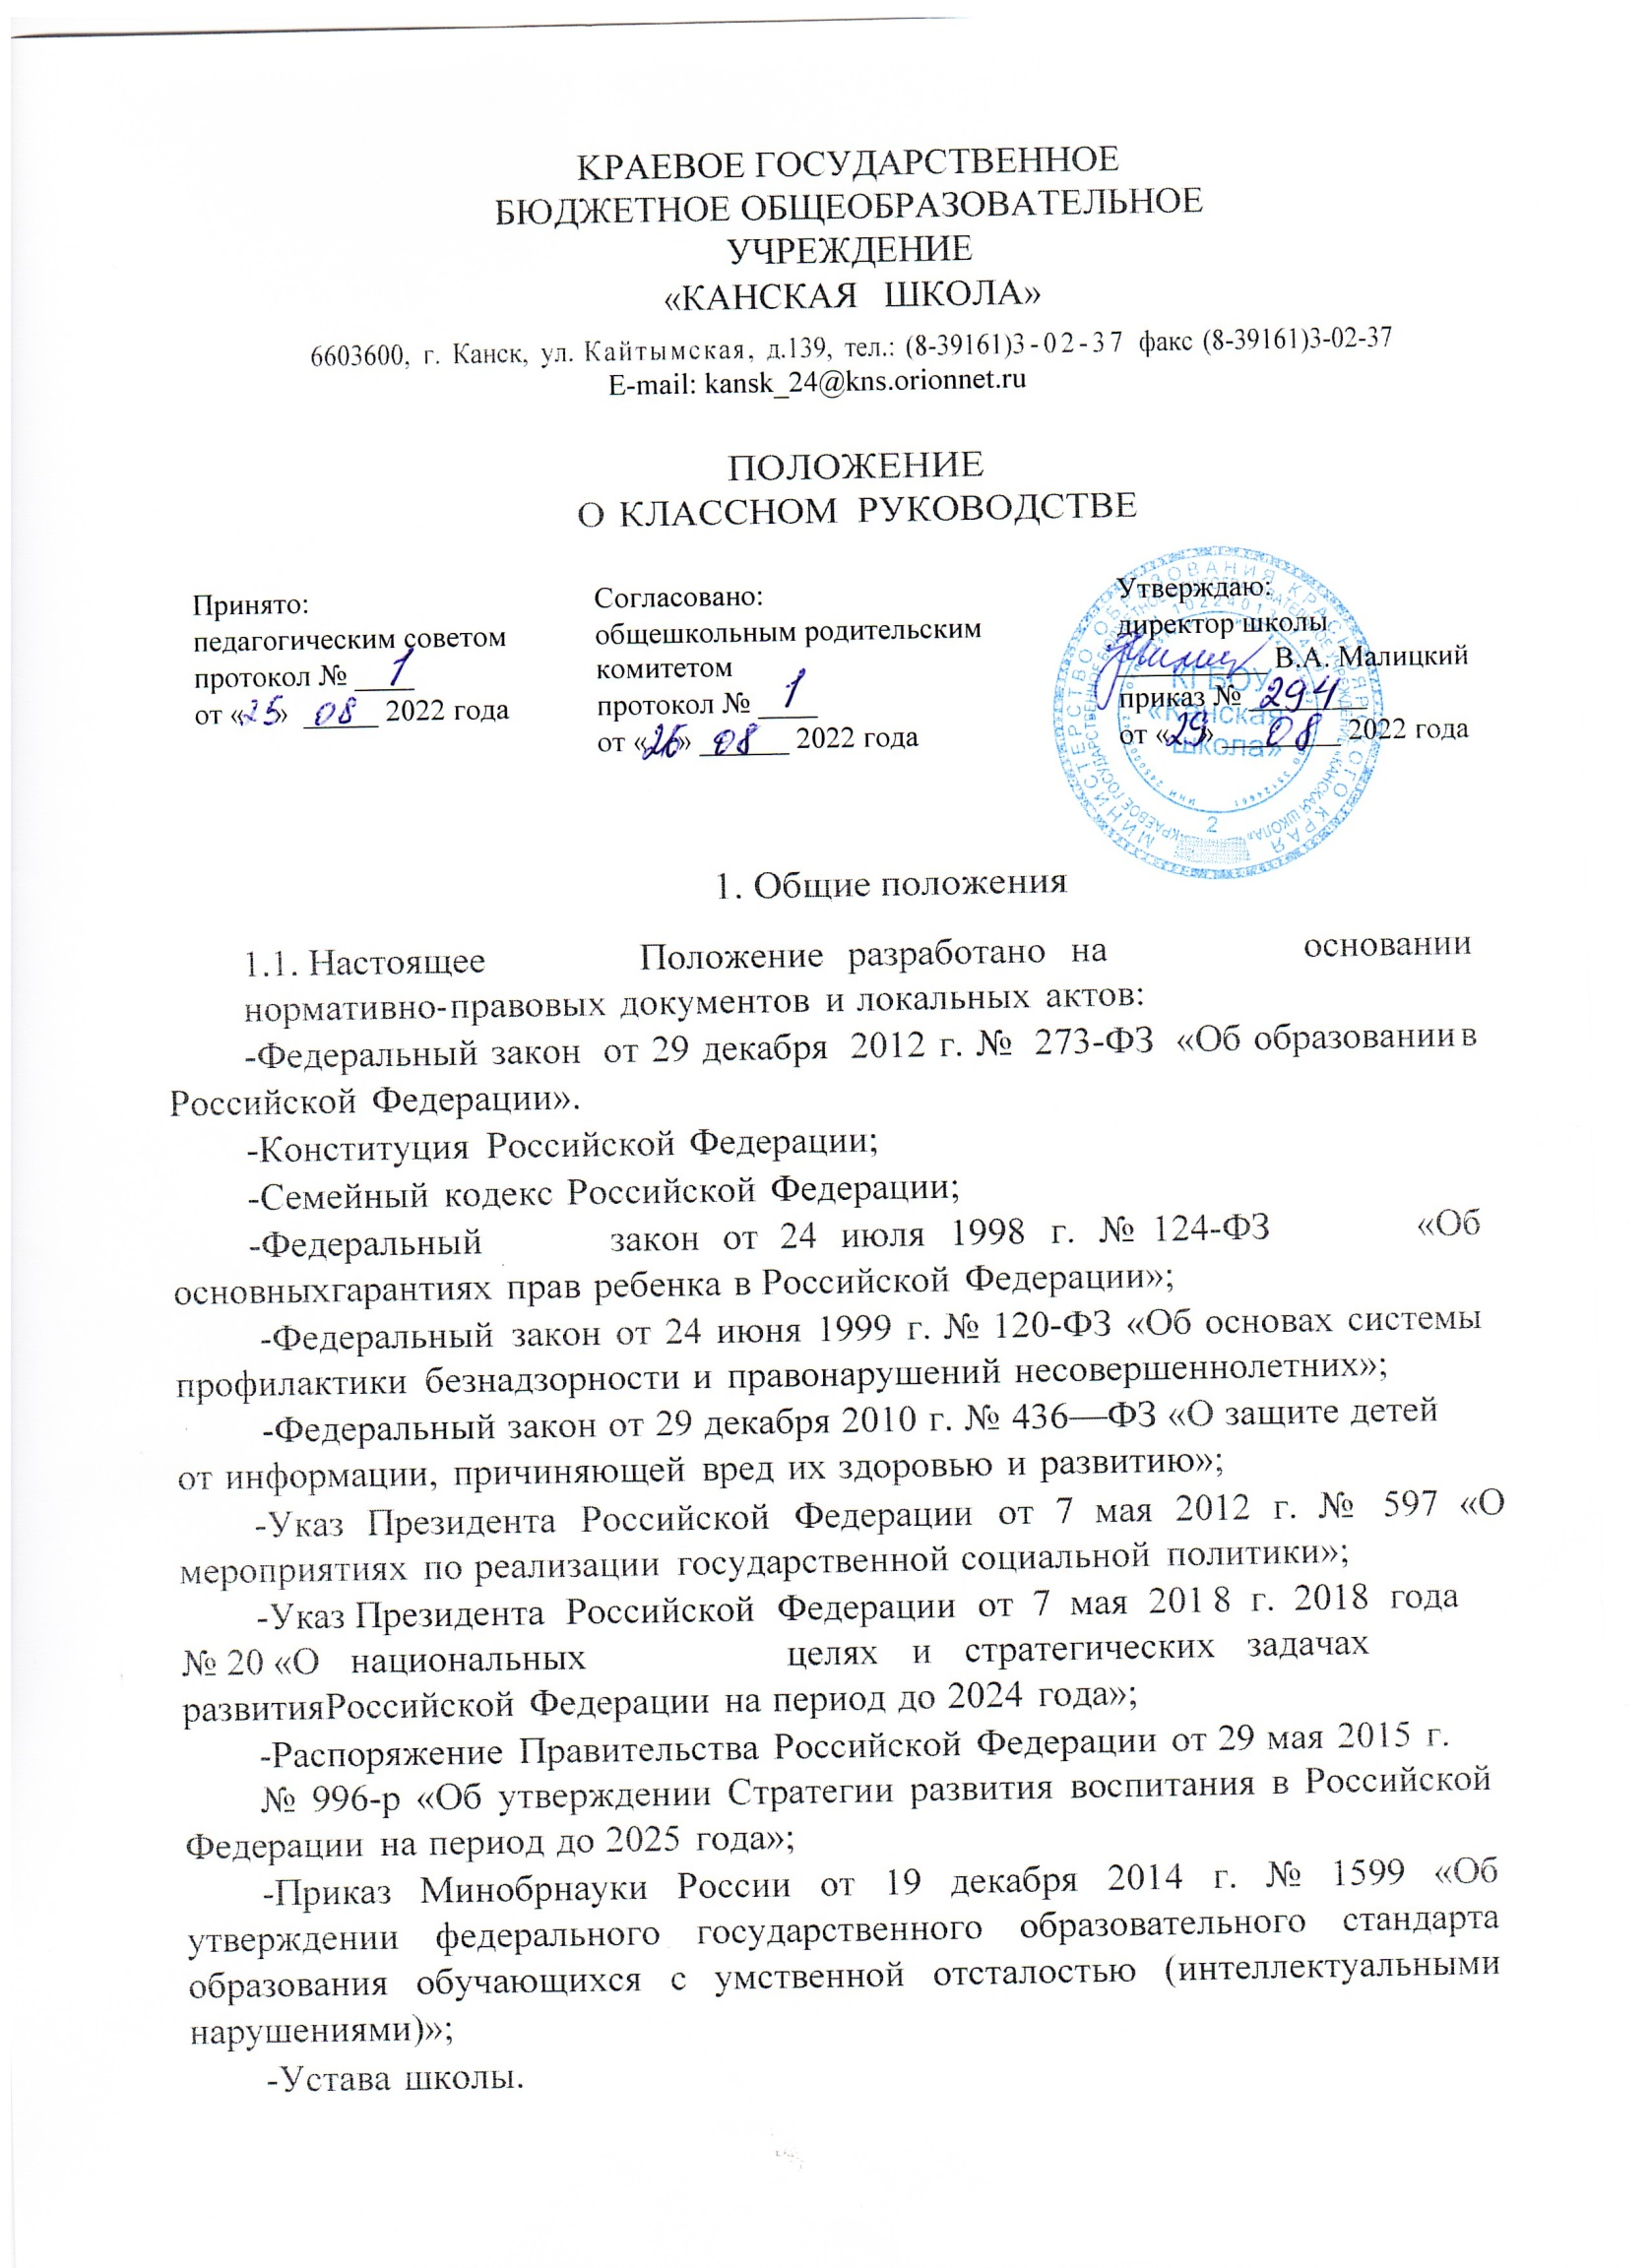 КРАЕВОЕ ГОСУДАРСТВЕННОЕ
БЮДЖЕТНОЕ ОБЩЕОБРАЗОВАТЕЛЬНОЕ
УЧРЕЖДЕНИЕ
«КАНСКАЯ ШКОЛА»
6603600, г. Канск, ул. Кайтымская, д.139, тел.: (8-39161)3-02-37 факс (8-39161)3-02-37
E-mail: kansk_24@kns.orionnet.ru
ПОЛОЖЕНИЕ
О КЛАССНОМ РУКОВОДСТВЕ
Принято:
педагогическим советом
протокол № 1
от «25» 08 2022 года
Согласовано:
общешкольным родительским
комитетом
протокол № 1
от «26» 08 2022 года
Утверждаю:
директор школы
В.А. Малицкий
приказ № 294
от «29» 08 2022 года
МИНИСТЕРСТВО ОБРАЗОВАНИЯ КРАСНОЯРСКОГО КРАЯ
КГБОУ
«Канская
школа»
2
1. Общие положения
1.1. Настоящее Положение разработано на основании
нормативно-правовых документов и локальных актов:
-Федеральный закон от 29 декабря 2012 г. № 273-ФЗ «Об образовании в
Российской Федерации».
-Конституция Российской Федерации;
-Семейный кодекс Российской Федерации;
-Федеральный закон от 24 июля 1998 г. № 124-ФЗ «Об
основныхгарантиях прав ребенка в Российской Федерации»;
-Федеральный закон от 24 июня 1999 г. № 120-ФЗ «Об основах системы
профилактики безнадзорности и правонарушений несовершеннолетних»;
-Федеральный закон от 29 декабря 2010 г. № 436—ФЗ «О защите детей
от информации, причиняющей вред их здоровью и развитию»;
-Указ Президента Российской Федерации от 7 мая 2012 г. № 597 «О
мероприятиях по реализации государственной социальной политики»;
-Указ Президента Российской Федерации от 7 мая 201 8 г. 2018 года
№ 20 «О национальных целях и стратегических задачах
развитияРоссийской Федерации на период до 2024 года»;
-Распоряжение Правительства Российской Федерации от 29 мая 2015 г.
№ 996-р «Об утверждении Стратегии развития воспитания в Российской
Федерации на период до 2025 года»;
-Приказ Минобрнауки России от 19 декабря 2014 г. № 1599 «Об
утверждении федерального государственного образовательного стандарта
образования обучающихся с умственной отсталостью (интеллектуальными
нарушениями)»;
-Устава школы.